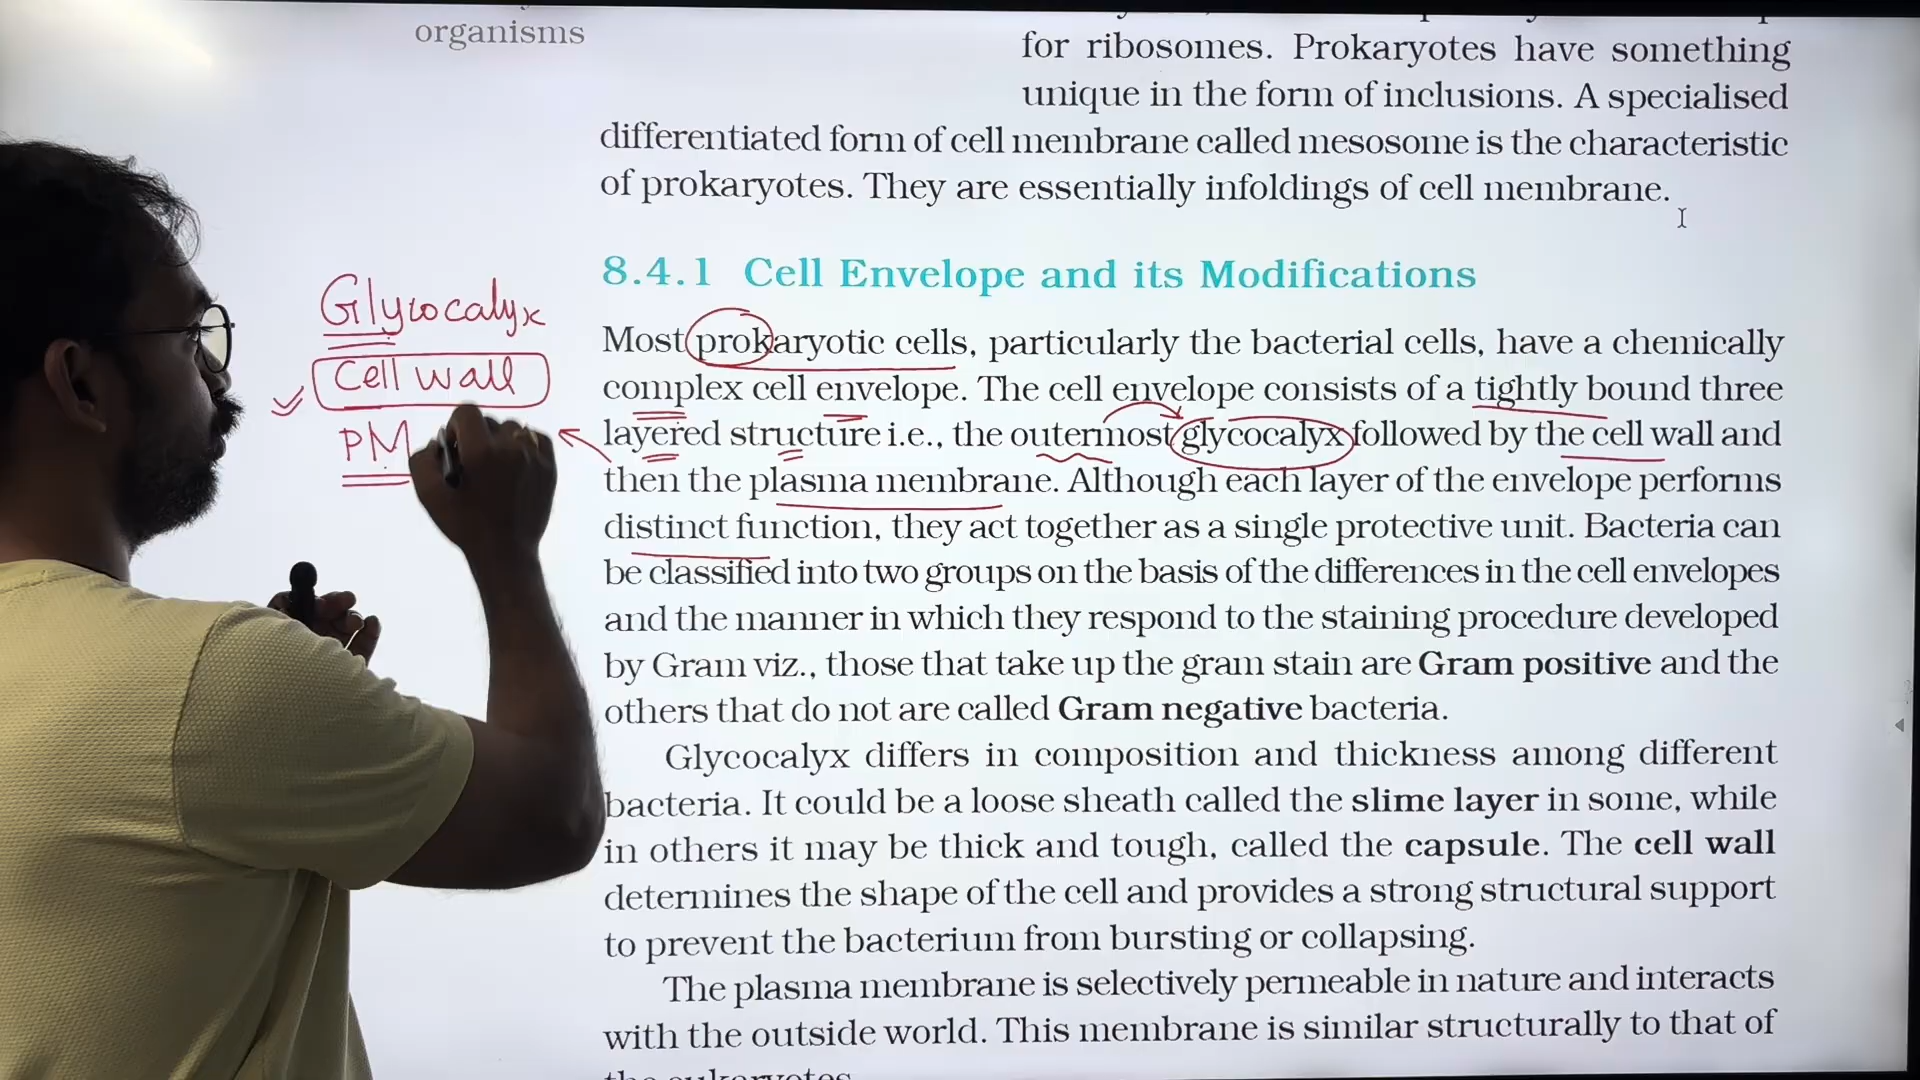 organisms
for ribosomes. Prokaryotes have something
unique in the form of inclusions. A specialised
differentiated form of cell membrane called mesosome is the characteristic
of prokaryotes. They are essentially infoldings of cell membrane.
8.4.1 Cell Envelope and its Modifications
Glycocalyx
Cell wall
PM
Most prokaryotic cells, particularly the bacterial cells, have a chemically
complex cell envelope. The cell envelope consists of a tightly bound three
layered structure i.e., the outermost glycocalyx followed by the cell wall and
then the plasma membrane. Although each layer of the envelope performs
distinct function, they act together as a single protective unit. Bacteria can
be classified into two groups on the basis of the differences in the cell envelopes
and the manner in which they respond to the staining procedure developed
by Gram viz., those that take up the gram stain are Gram positive and the
others that do not are called Gram negative bacteria.
Glycocalyx differs in composition and thickness among different
bacteria. It could be a loose sheath called the slime layer in some, while
in others it may be thick and tough, called the capsule. The cell wall
determines the shape of the cell and provides a strong structural support
to prevent the bacterium from bursting or collapsing.
The plasma membrane is selectively permeable in nature and interacts
with the outside world. This membrane is similar structurally to that of
the eukaryotes.